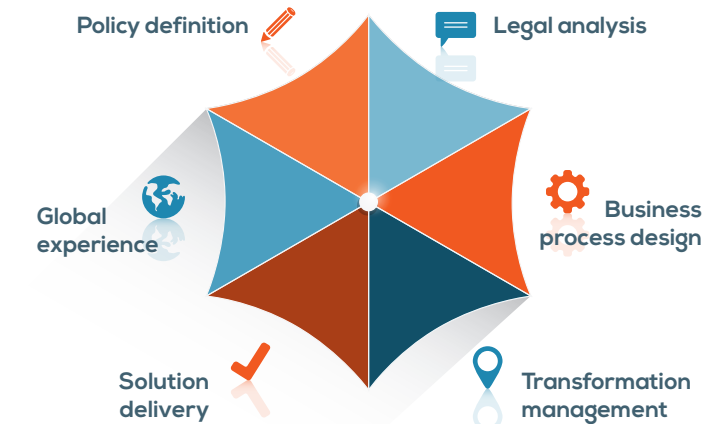 Policy definition
Legal analysis
Global
experience
Business
process design
Solution
delivery
Transformation
management